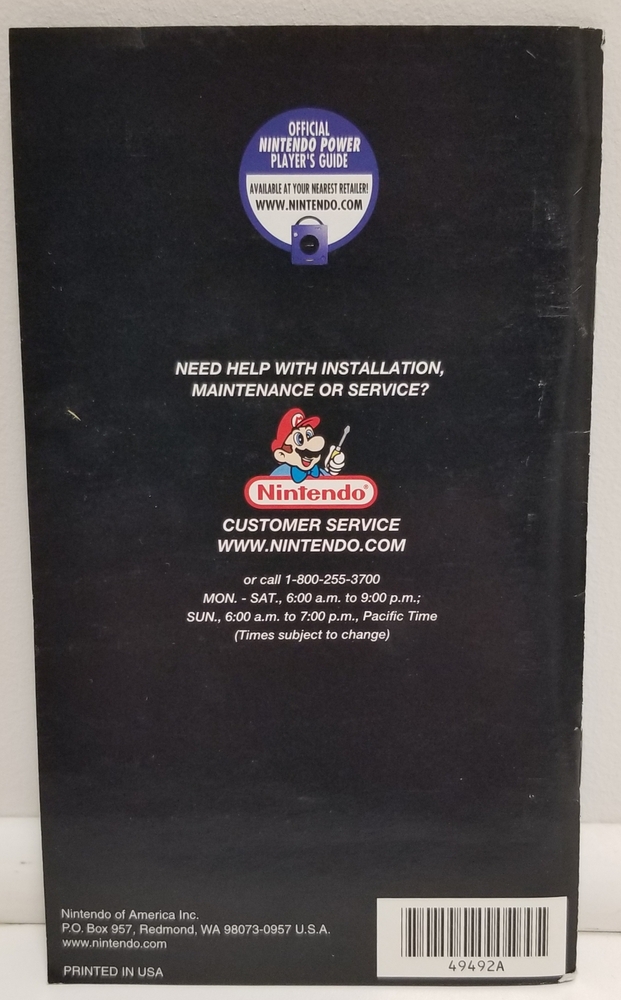 OFFICIAL
NINTENDO POWER
PLAYER'S GUIDE
AVAILABLE AT YOUR NEAREST RETAILER!
WWW.NINTENDO.COM
NEED HELP WITH INSTALLATION,
MAINTENANCE OR SERVICE?
M
Nintendo®
CUSTOMER SERVICE
WWW.NINTENDO.COM
or call 1-800-255-3700
MON. - SAT., 6:00 a.m. to 9:00 p.m.;
SUN., 6:00 a.m. to 7:00 p.m., Pacific Time
(Times subject to change)
Nintendo of America Inc.
P.O. Box 957, Redmond, WA 98073-0957 U.S.A.
www.nintendo.com
PRINTED IN USA
49492A